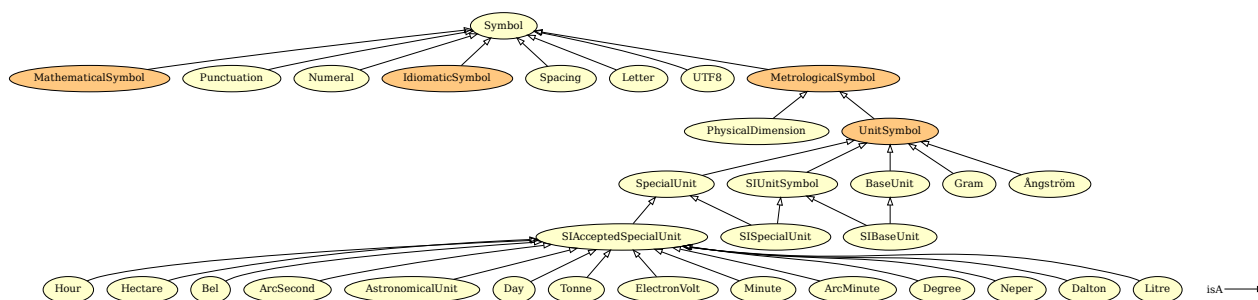 Symbol
MathematicalSymbol Punctuation Numeral IdiomaticSymbol Spacing Letter UTF8 MetrologicalSymbol
PhysicalDimension UnitSymbol
SpecialUnit SIUnitSymbol BaseUnit Gram Ångström
SIAcceptedSpecialUnit SISpecialUnit SIBaseUnit
Hour Hectare Bel ArcSecond AstronomicalUnit Day Tonne ElectronVolt Minute ArcMinute Degree Neper Dalton Litre isA